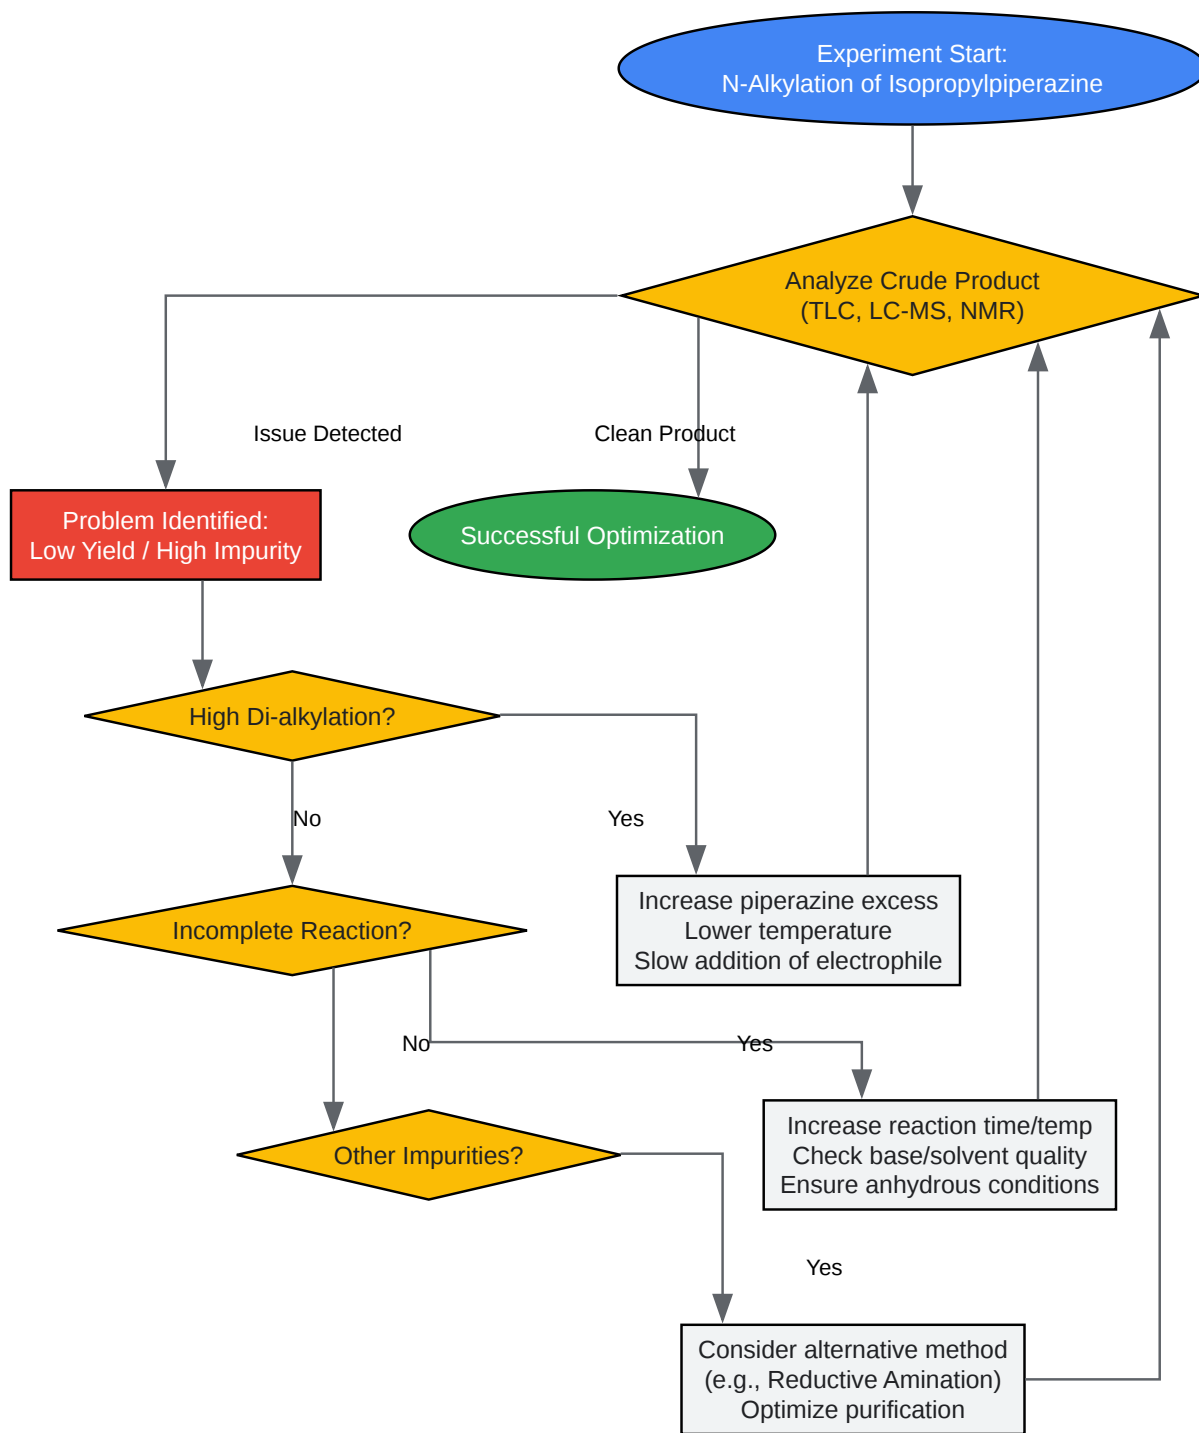 Experiment Start:
N-Alkylation of Isopropylpiperazine
Analyze Crude Product
(TLC, LC-MS, NMR)
Issue Detected
Clean Product
Problem Identified:
Low Yield / High Impurity
Successful Optimization
High Di-alkylation?
No
Yes
Increase piperazine excess
Lower temperature
Slow addition of electrophile
Incomplete Reaction?
No
Yes
Increase reaction time/temp
Check base/solvent quality
Ensure anhydrous conditions
Other Impurities?
Yes
Consider alternative method
(e.g., Reductive Amination)
Optimize purification